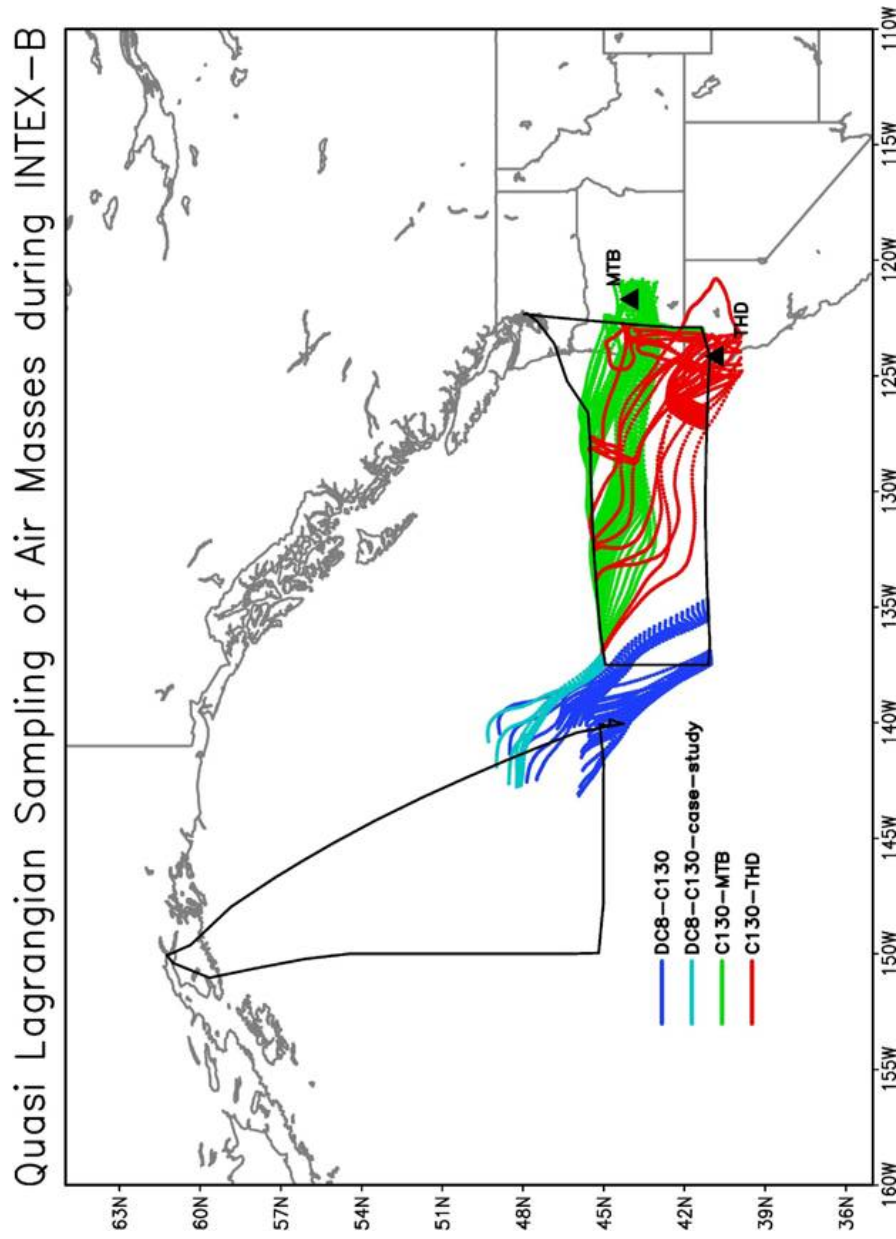 Quasi Lagrangian Sampling of Air Masses during INTEX-B
63N
60N
57N
54N
51N
48N
45N
42N
39N
36N
MTB
THD
DC8-C130
DC8-C130-case-study
C130-MTB
C130-THD
160W 155W 150W 145W 140W 135W 130W 125W 120W 115W 110W